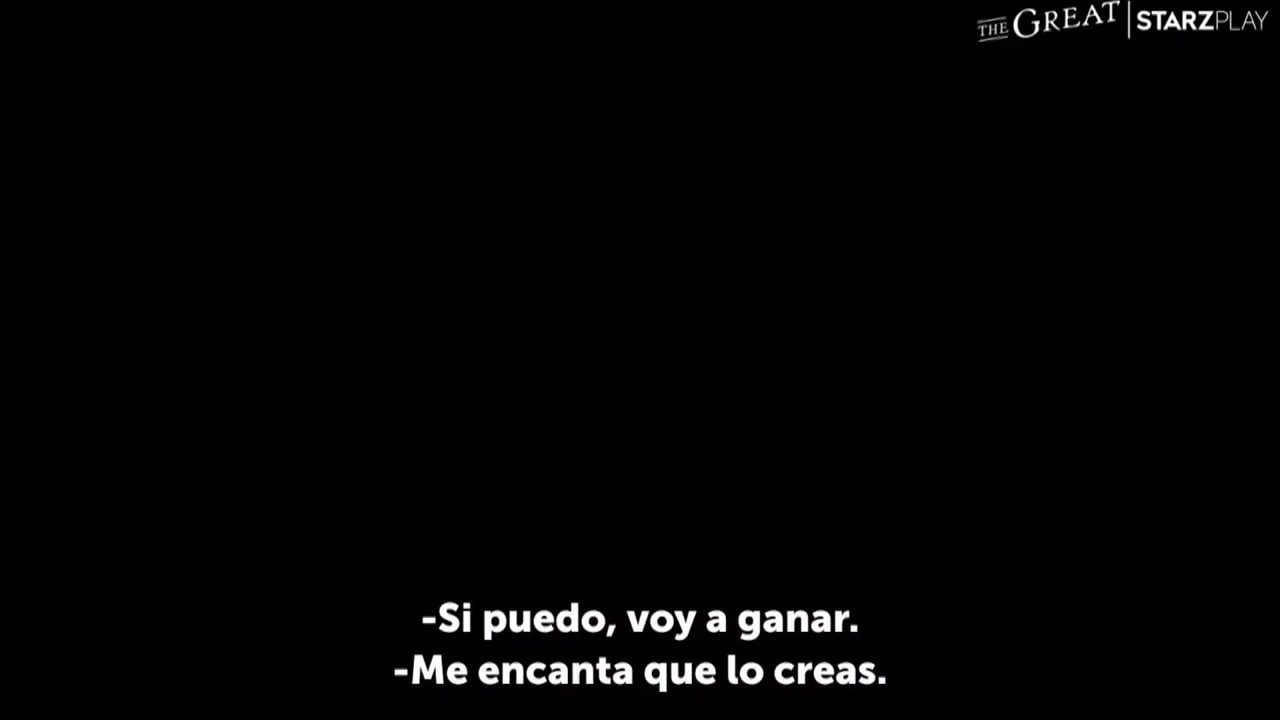 THE GREAT | STARZPLAY
-Si puedo, voy a ganar.
-Me encanta que lo creas.